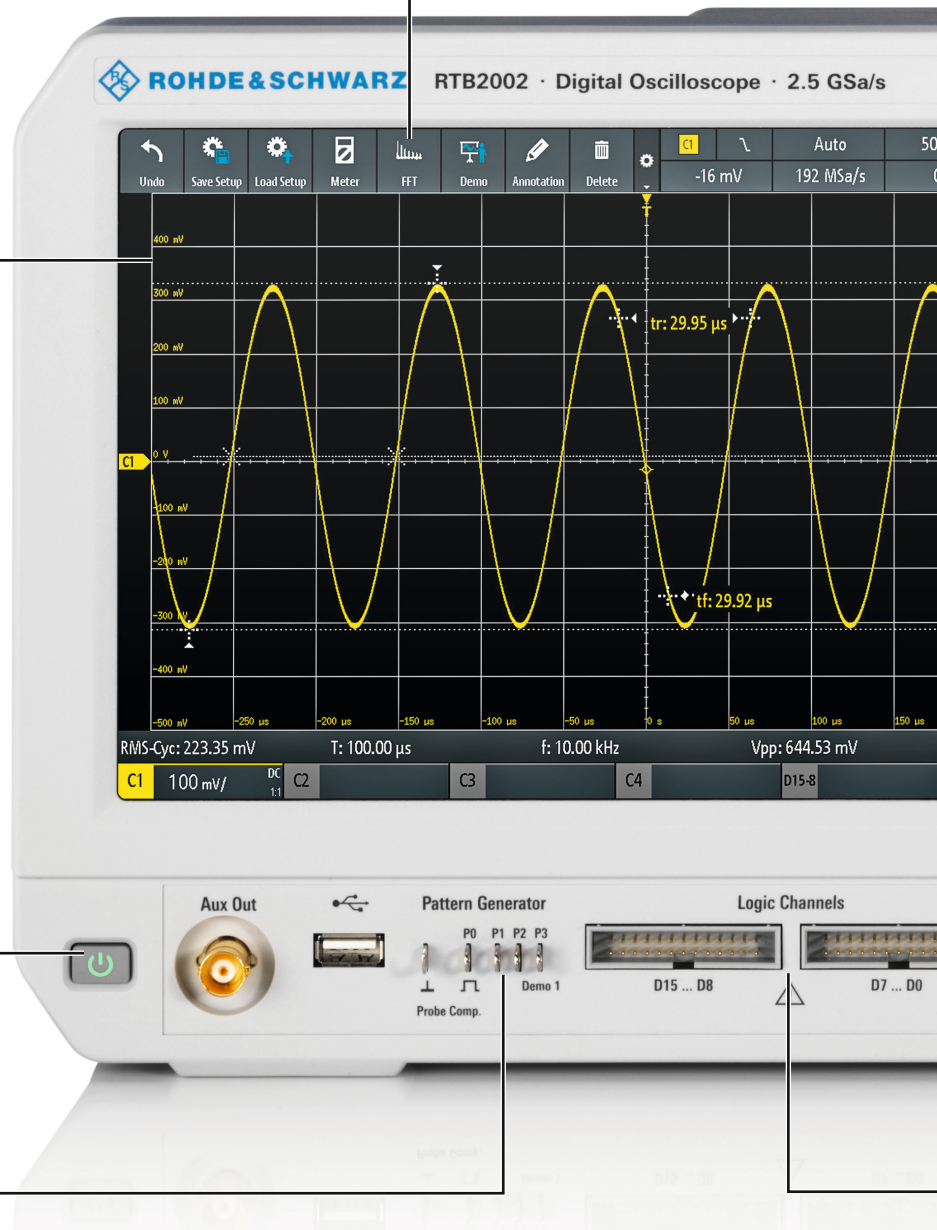 R&S
ROHDE & SCHWARZ RTB2002 · Digital Oscilloscope · 2.5 GSa/s
Undo Save Setup Load Setup Meter FFT Demo Annotation Delete
C1 Auto 50
-16 mV 192 MSa/s
T
400 mV
300 mV
tr: 29.95 µs
200 mV
100 mV
0 V
C1
-100 mV
-200 mV
tf: 29.92 µs
-300 mV
-400 mV
-500 mV -250 µs -200 µs -150 µs -100 µs -50 µs 0 s 50 µs 100 µs 150 µs
RMS-Cyc: 223.35 mV T: 100.00 µs f: 10.00 kHz Vpp: 644.53 mV
C1 100 mV/ DC 1:1 C2 C3 C4 D15-8
Aux Out Pattern Generator Logic Channels
P0 P1 P2 P3
Demo 1 D15 ... D8 D7 ... D0
Probe Comp.